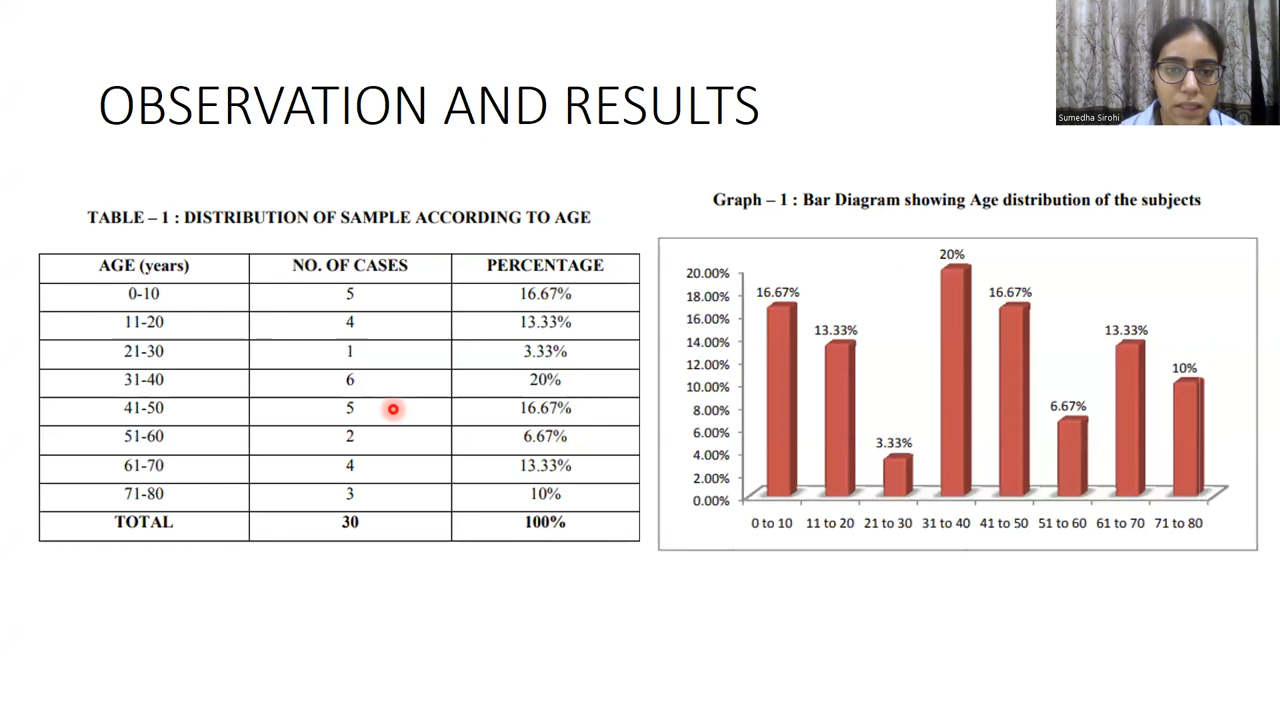 OBSERVATION AND RESULTS
Sumedha Sirohi
TABLE – 1 : DISTRIBUTION OF SAMPLE ACCORDING TO AGE
AGE (years) NO. OF CASES PERCENTAGE
0-10 5 16.67%
11-20 4 13.33%
21-30 1 3.33%
31-40 6 20%
41-50 5 16.67%
51-60 2 6.67%
61-70 4 13.33%
71-80 3 10%
TOTAL 30 100%
Graph – 1 : Bar Diagram showing Age distribution of the subjects
20.00%
18.00%
16.00%
14.00%
12.00%
10.00%
8.00%
6.00%
4.00%
2.00%
0.00%
16.67%
13.33%
3.33%
20%
16.67%
6.67%
13.33%
10%
0 to 10 11 to 20 21 to 30 31 to 40 41 to 50 51 to 60 61 to 70 71 to 80